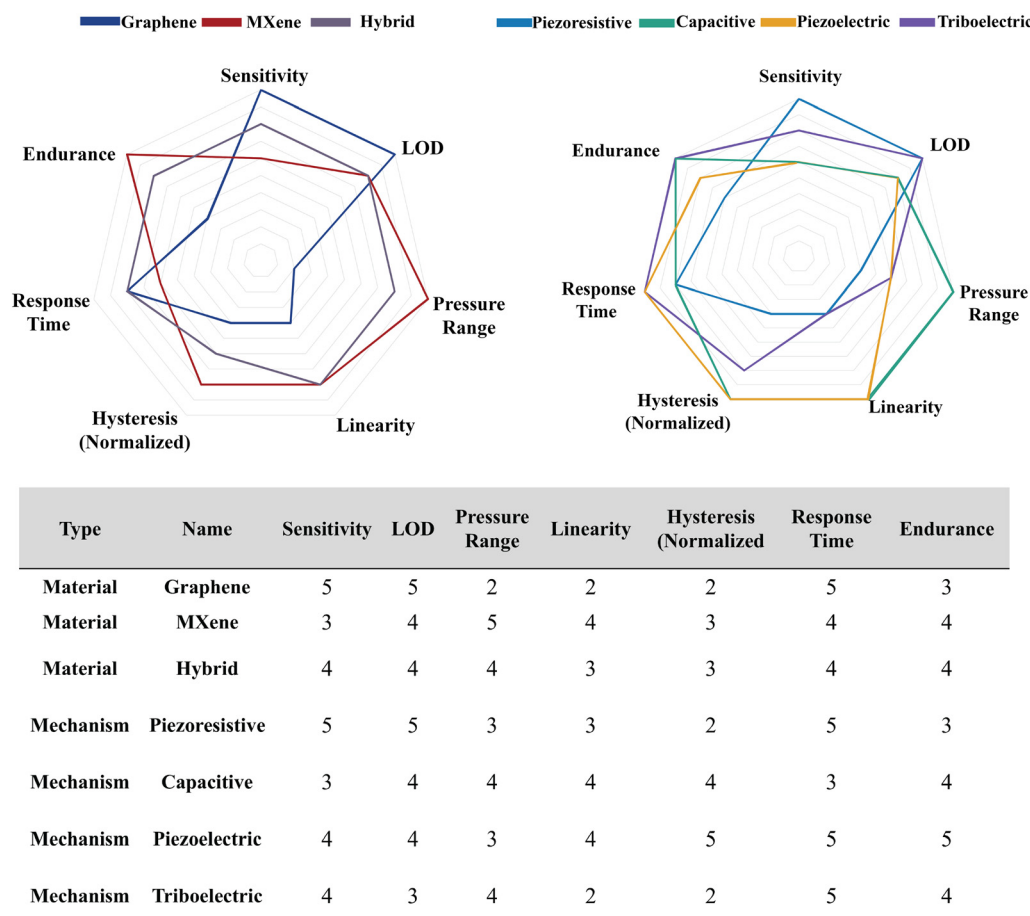 Graphene MXene Hybrid
Piezoresistive Capacitive Piezoelectric Triboelectric
Sensitivity
LOD
Pressure
Range
Linearity
Hysteresis
(Normalized)
Response
Time
Endurance
Sensitivity
LOD
Pressure
Range
Linearity
Hysteresis
(Normalized)
Response
Time
Endurance
Type Name Sensitivity LOD Pressure Range Linearity Hysteresis (Normalized Response Time Endurance
Material Graphene 5 5 2 2 2 5 3
Material MXene 3 4 5 4 3 4 4
Material Hybrid 4 4 4 3 3 4 4
Mechanism Piezoresistive 5 5 3 3 2 5 3
Mechanism Capacitive 3 4 4 4 4 3 4
Mechanism Piezoelectric 4 4 3 4 5 5 5
Mechanism Triboelectric 4 3 4 2 2 5 4